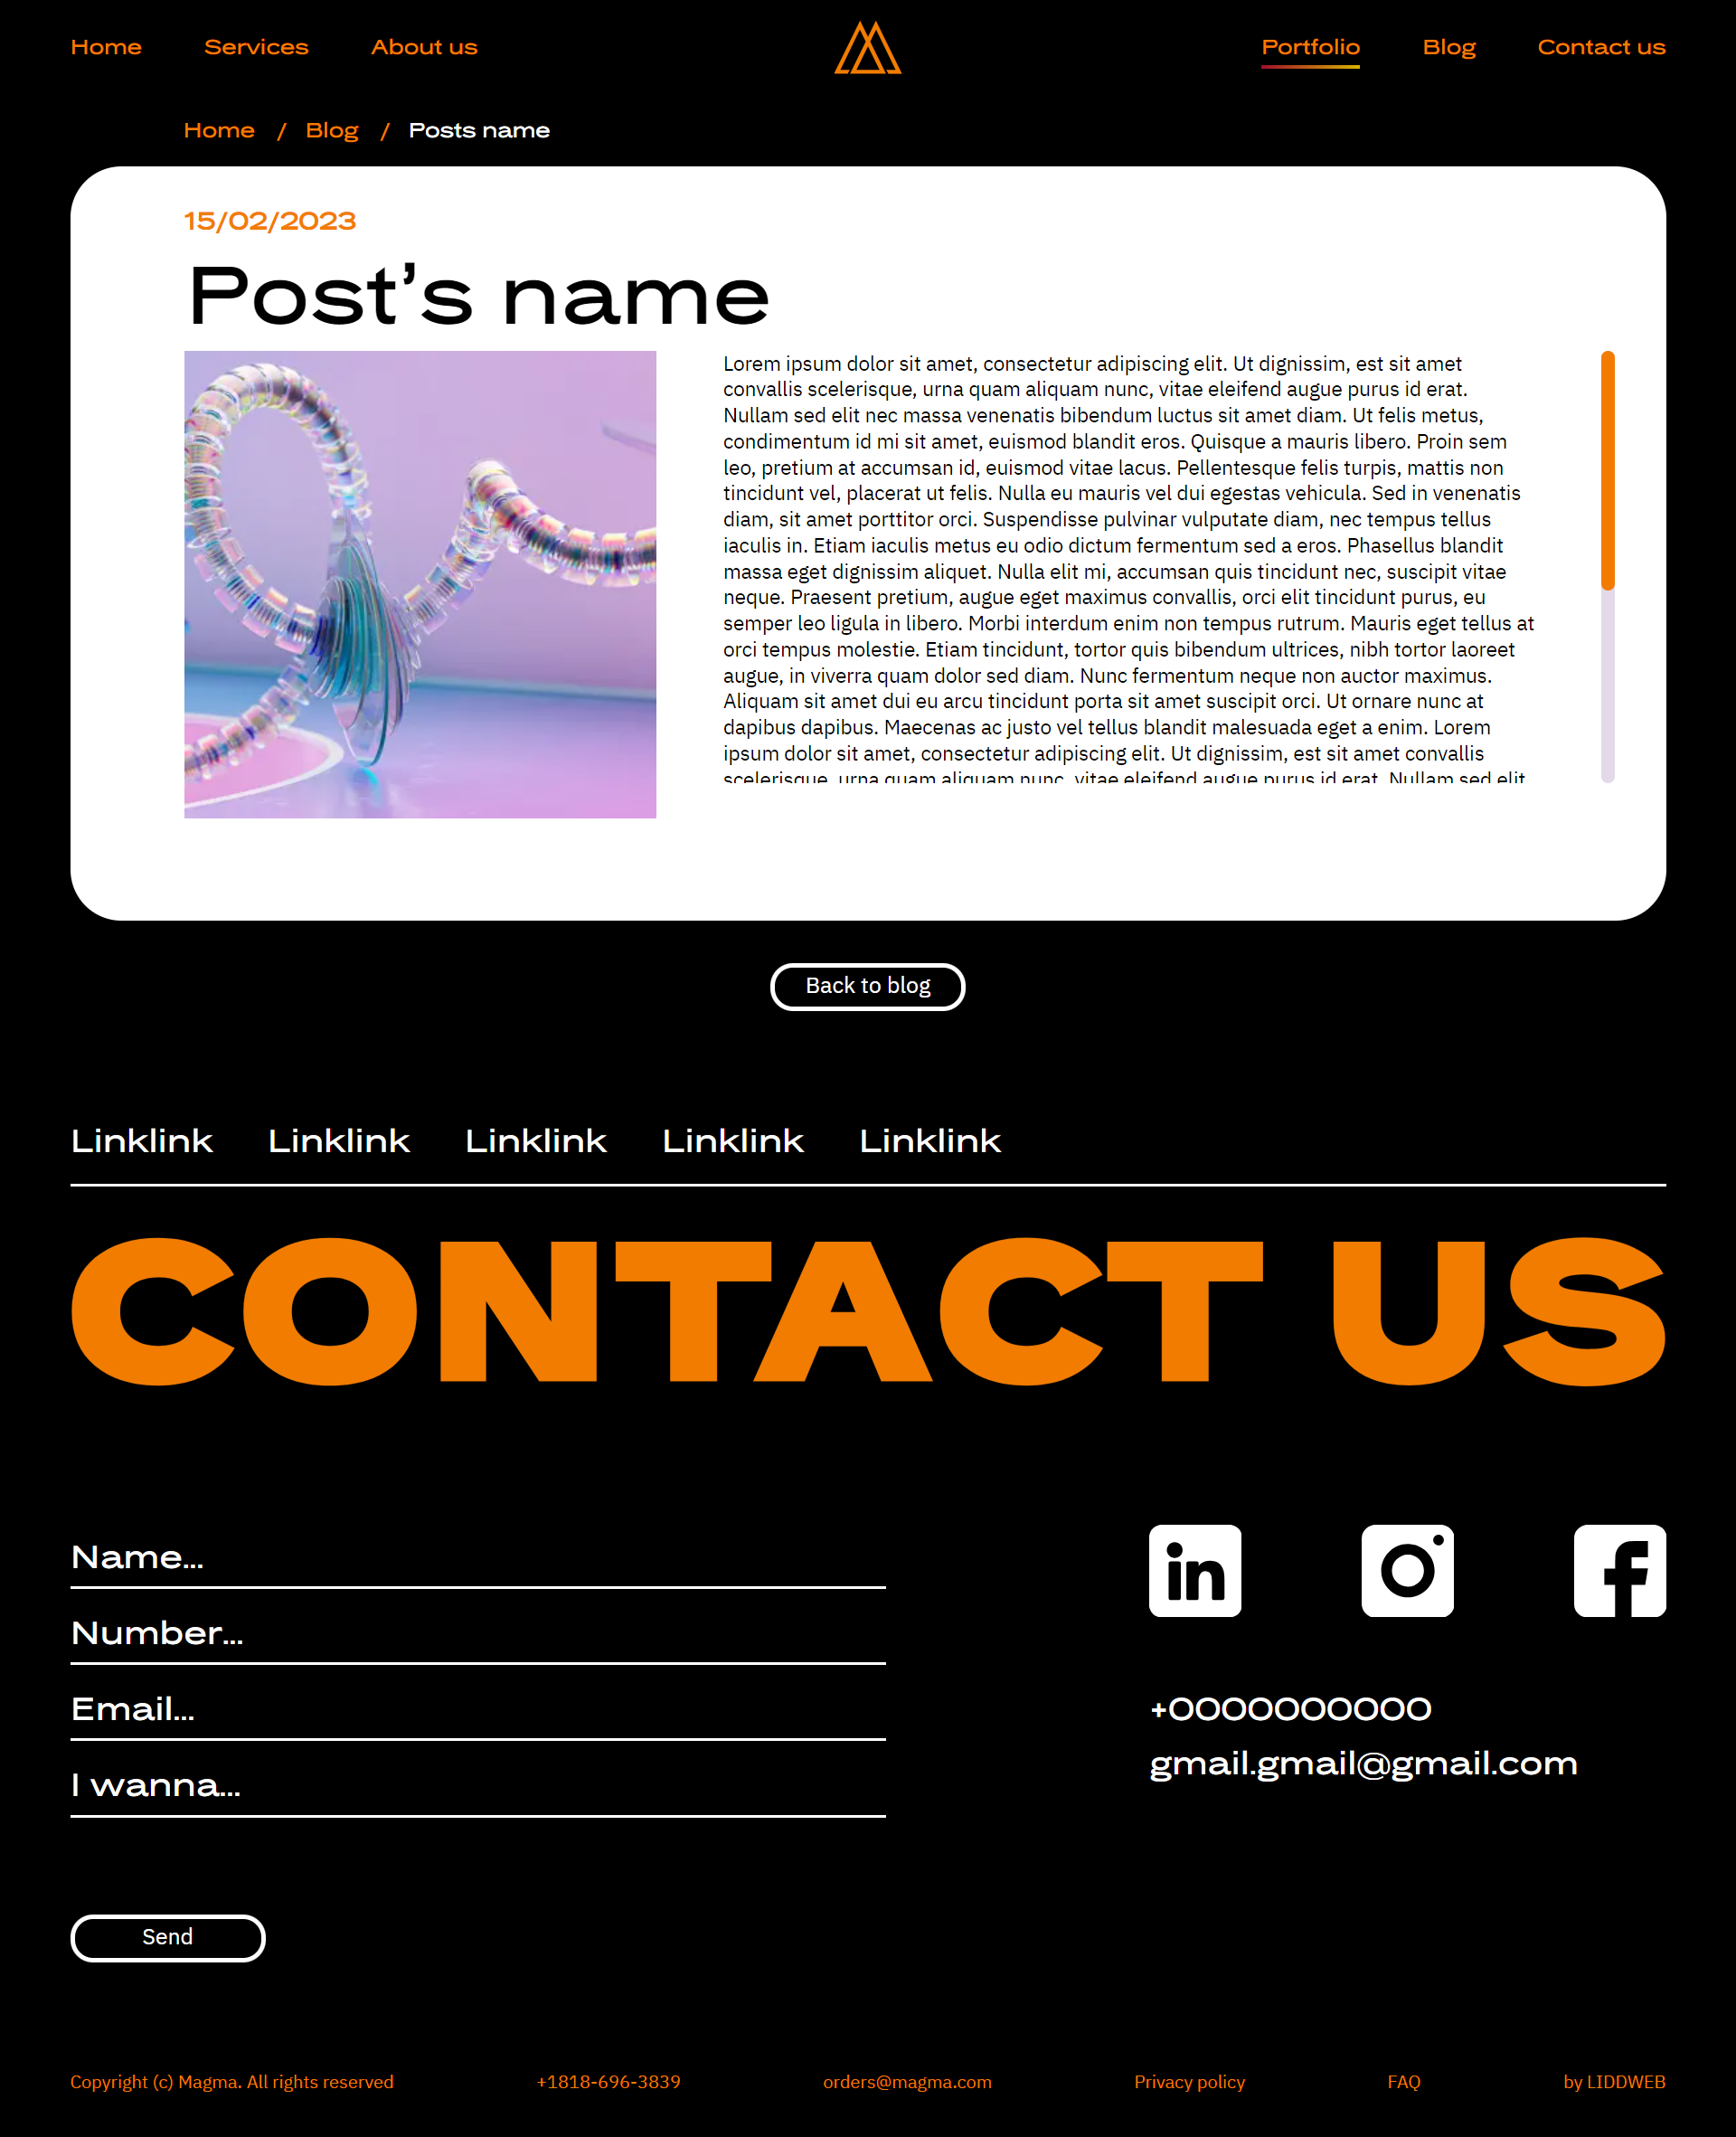 Home Services About us Portfolio Blog Contact us
Home / Blog / Posts name
15/02/2023
Post’s name
Lorem ipsum dolor sit amet, consectetur adipiscing elit. Ut dignissim, est sit amet
convallis scelerisque, urna quam aliquam nunc, vitae eleifend augue purus id erat.
Nullam sed elit nec massa venenatis bibendum luctus sit amet diam. Ut felis metus,
condimentum id mi sit amet, euismod blandit eros. Quisque a mauris libero. Proin sem
leo, pretium at accumsan id, euismod vitae lacus. Pellentesque felis turpis, mattis non
tincidunt vel, placerat ut felis. Nulla eu mauris vel dui egestas vehicula. Sed in venenatis
diam, sit amet porttitor orci. Suspendisse pulvinar vulputate diam, nec tempus tellus
iaculis in. Etiam iaculis metus eu odio dictum fermentum sed a eros. Phasellus blandit
massa eget dignissim aliquet. Nulla elit mi, accumsan quis tincidunt nec, suscipit vitae
neque. Praesent pretium, augue eget maximus convallis, orci elit tincidunt purus, eu
semper leo ligula in libero. Morbi interdum enim non tempus rutrum. Mauris eget tellus at
orci tempus molestie. Etiam tincidunt, tortor quis bibendum ultrices, nibh tortor laoreet
augue, in viverra quam dolor sed diam. Nunc fermentum neque non auctor maximus.
Aliquam sit amet dui eu arcu tincidunt porta sit amet suscipit orci. Ut ornare nunc at
dapibus dapibus. Maecenas ac justo vel tellus blandit malesuada eget a enim. Lorem
ipsum dolor sit amet, consectetur adipiscing elit. Ut dignissim, est sit amet convallis
scelerisque, urna quam aliquam nunc, vitae eleifend augue purus id erat. Nullam sed elit
Back to blog
Linklink Linklink Linklink Linklink Linklink
CONTACT US
Name...
Number...
Email...
I wanna...
in
+0000000000
gmail.gmail@gmail.com
Send
Copyright (c) Magma. All rights reserved +1818-696-3839 orders@magma.com Privacy policy FAQ by LIDDWEB